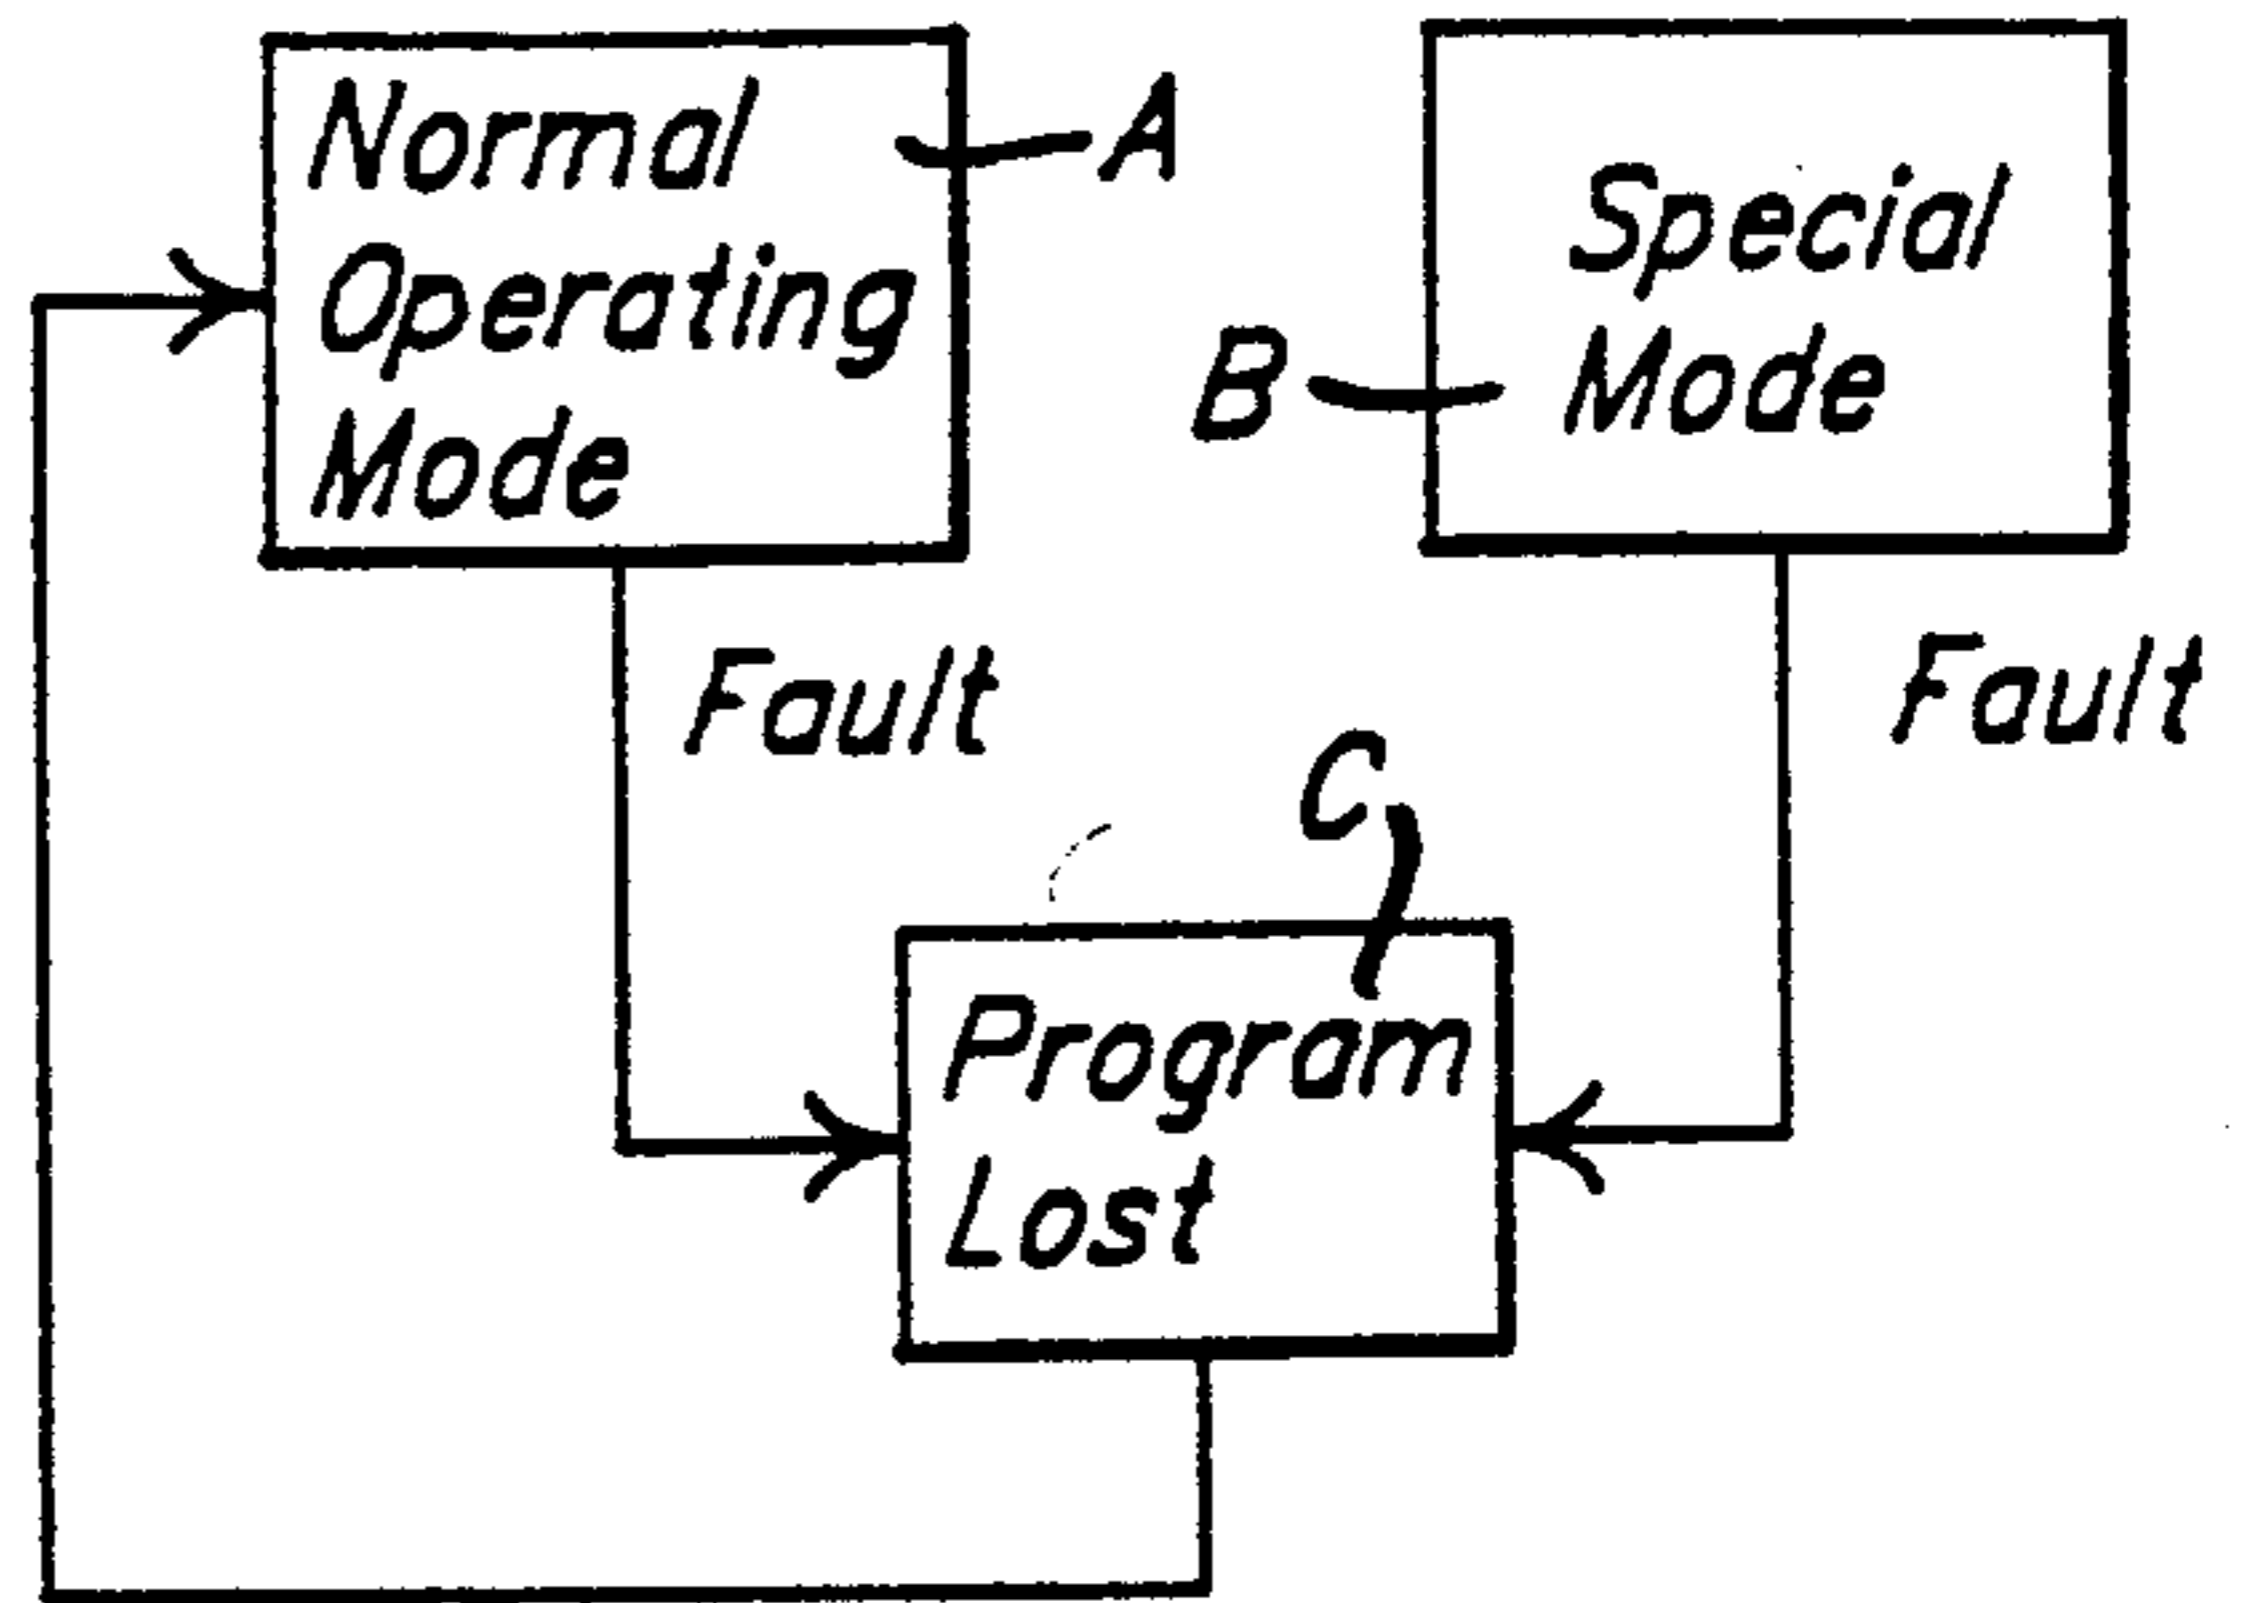 Normal
Operating
Mode
A
Special
Mode
B
Fault
Fault
C
Program
Lost